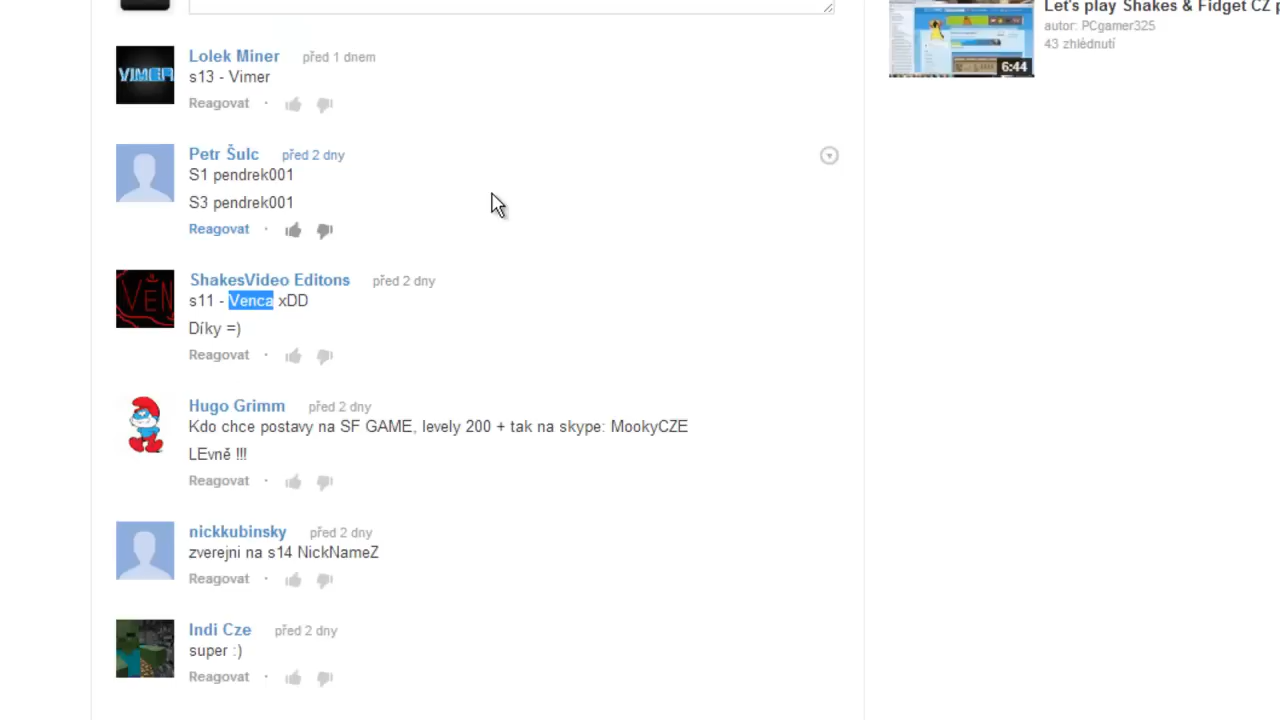 Let's play Shakes & Fidget CZ
autor: PCgamer325
43 zhlédnutí
6:44
VIMER
Lolek Miner před 1 dnem
s13 - Vimer
Reagovat ·
Petr Šulc před 2 dny
S1 pendrek001
S3 pendrek001
Reagovat ·
VEN
ShakesVideo Editons před 2 dny
s11 - Venca xDD
Díky =)
Reagovat ·
Hugo Grimm před 2 dny
Kdo chce postavy na SF GAME, levely 200 + tak na skype: MookyCZE
LEvně !!!
Reagovat ·
nickkubinsky před 2 dny
zverejni na s14 NickNameZ
Reagovat ·
Indi Cze před 2 dny
super :)
Reagovat ·